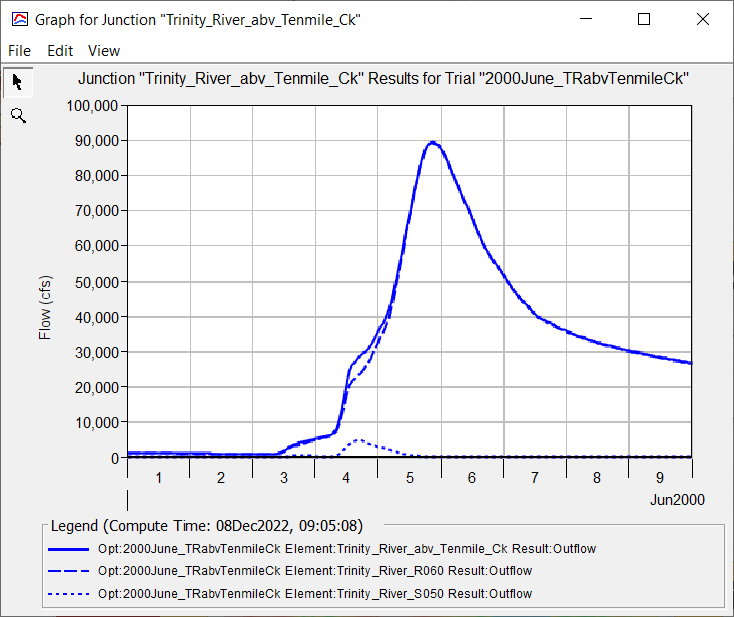 Graph for Junction "Trinity_River_abv_Tenmile_Ck"
File Edit View
Junction "Trinity_River_abv_Tenmile_Ck" Results for Trial "2000June_TRabvTenmileCk"
100,000
90,000
80,000
70,000
60,000
50,000
40,000
30,000
20,000
10,000
0
Flow (cfs)
1 2 3 4 5 6 7 8 9
Jun2000
Legend (Compute Time: 08Dec2022, 09:05:08)
Opt:2000June_TRabvTenmileCk Element:Trinity_River_abv_Tenmile_Ck Result:Outflow
Opt:2000June_TRabvTenmileCk Element:Trinity_River_R060 Result:Outflow
Opt:2000June_TRabvTenmileCk Element:Trinity_River_S050 Result:Outflow